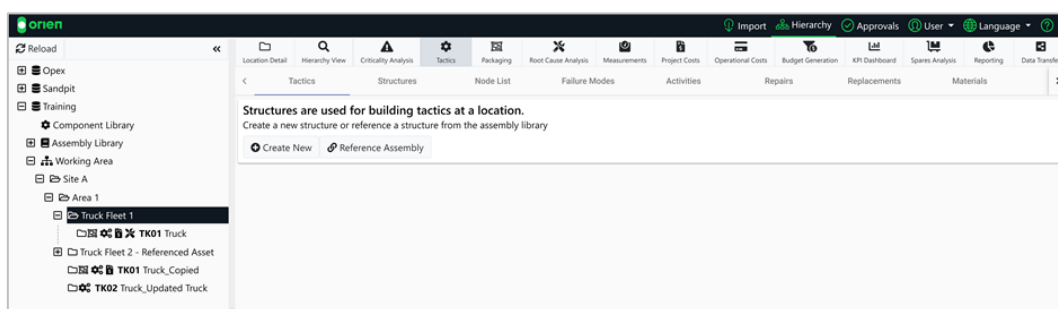 orien
Import Hierarchy Approvals User Language
Reload
Location Detail Hierarchy View Criticality Analysis Tactics Packaging Root Cause Analysis Measurements Project Costs Operational Costs Budget Generation KPI Dashboard Spares Analysis Reporting Data Transfe
Tactics Structures Node List Failure Modes Activities Repairs Replacements Materials
Opex
Sandpit
Training
Component Library
Assembly Library
Working Area
Site A
Area 1
Truck Fleet 1
TK01 Truck
Truck Fleet 2 - Referenced Asset
TK01 Truck_Copied
TK02 Truck_Updated Truck
Structures are used for building tactics at a location.
Create a new structure or reference a structure from the assembly library
Create New Reference Assembly